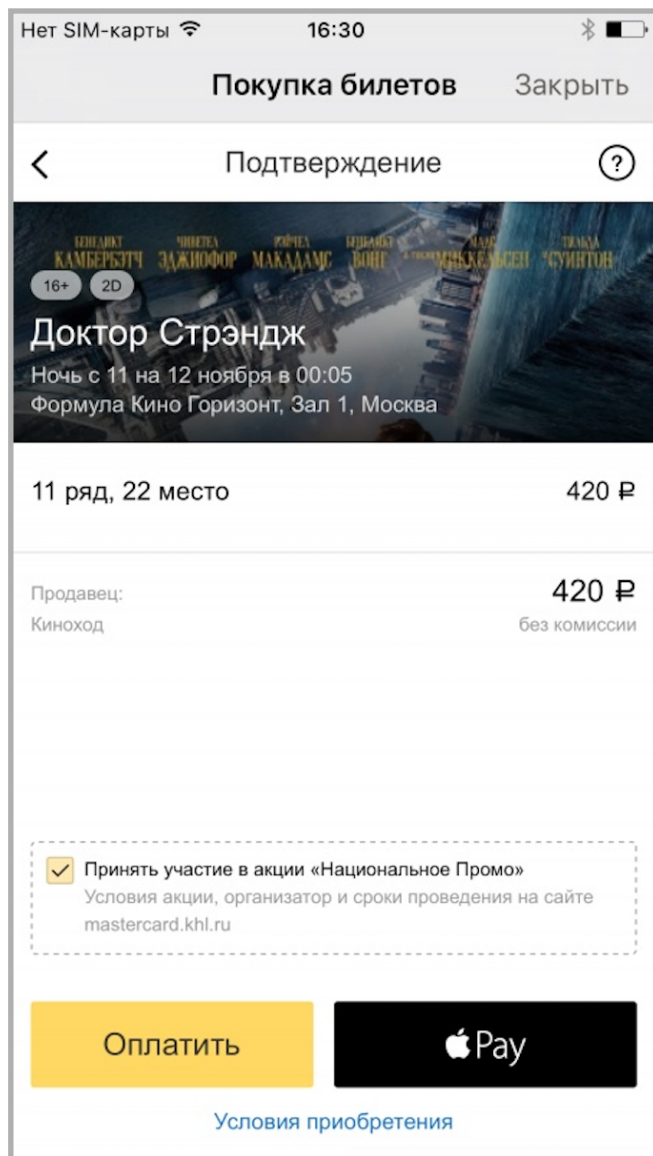 Нет SIM-карты 16:30
Покупка билетов Закрыть
Подтверждение ?
БЕНЕДИКТ ЧИВЕТЕЛ РЭЙЧЕЛ БЕНЕДИКТ МАДС ТИЛЬДА
КАМБЕРБЭТЧ ЭДЖИОФОР МАКАДАМС ВОНГ МИККЕЛЬСЕН СУИНТОН
16+ 2D
Доктор Стрэндж
Ночь с 11 на 12 ноября в 00:05
Формула Кино Горизонт, Зал 1, Москва
11 ряд, 22 место 420 ₽
Продавец: 420 ₽
Киноход без комиссии
Принять участие в акции «Национальное Промо»
Условия акции, организатор и сроки проведения на сайте
mastercard.khl.ru
Оплатить Pay
Условия приобретения